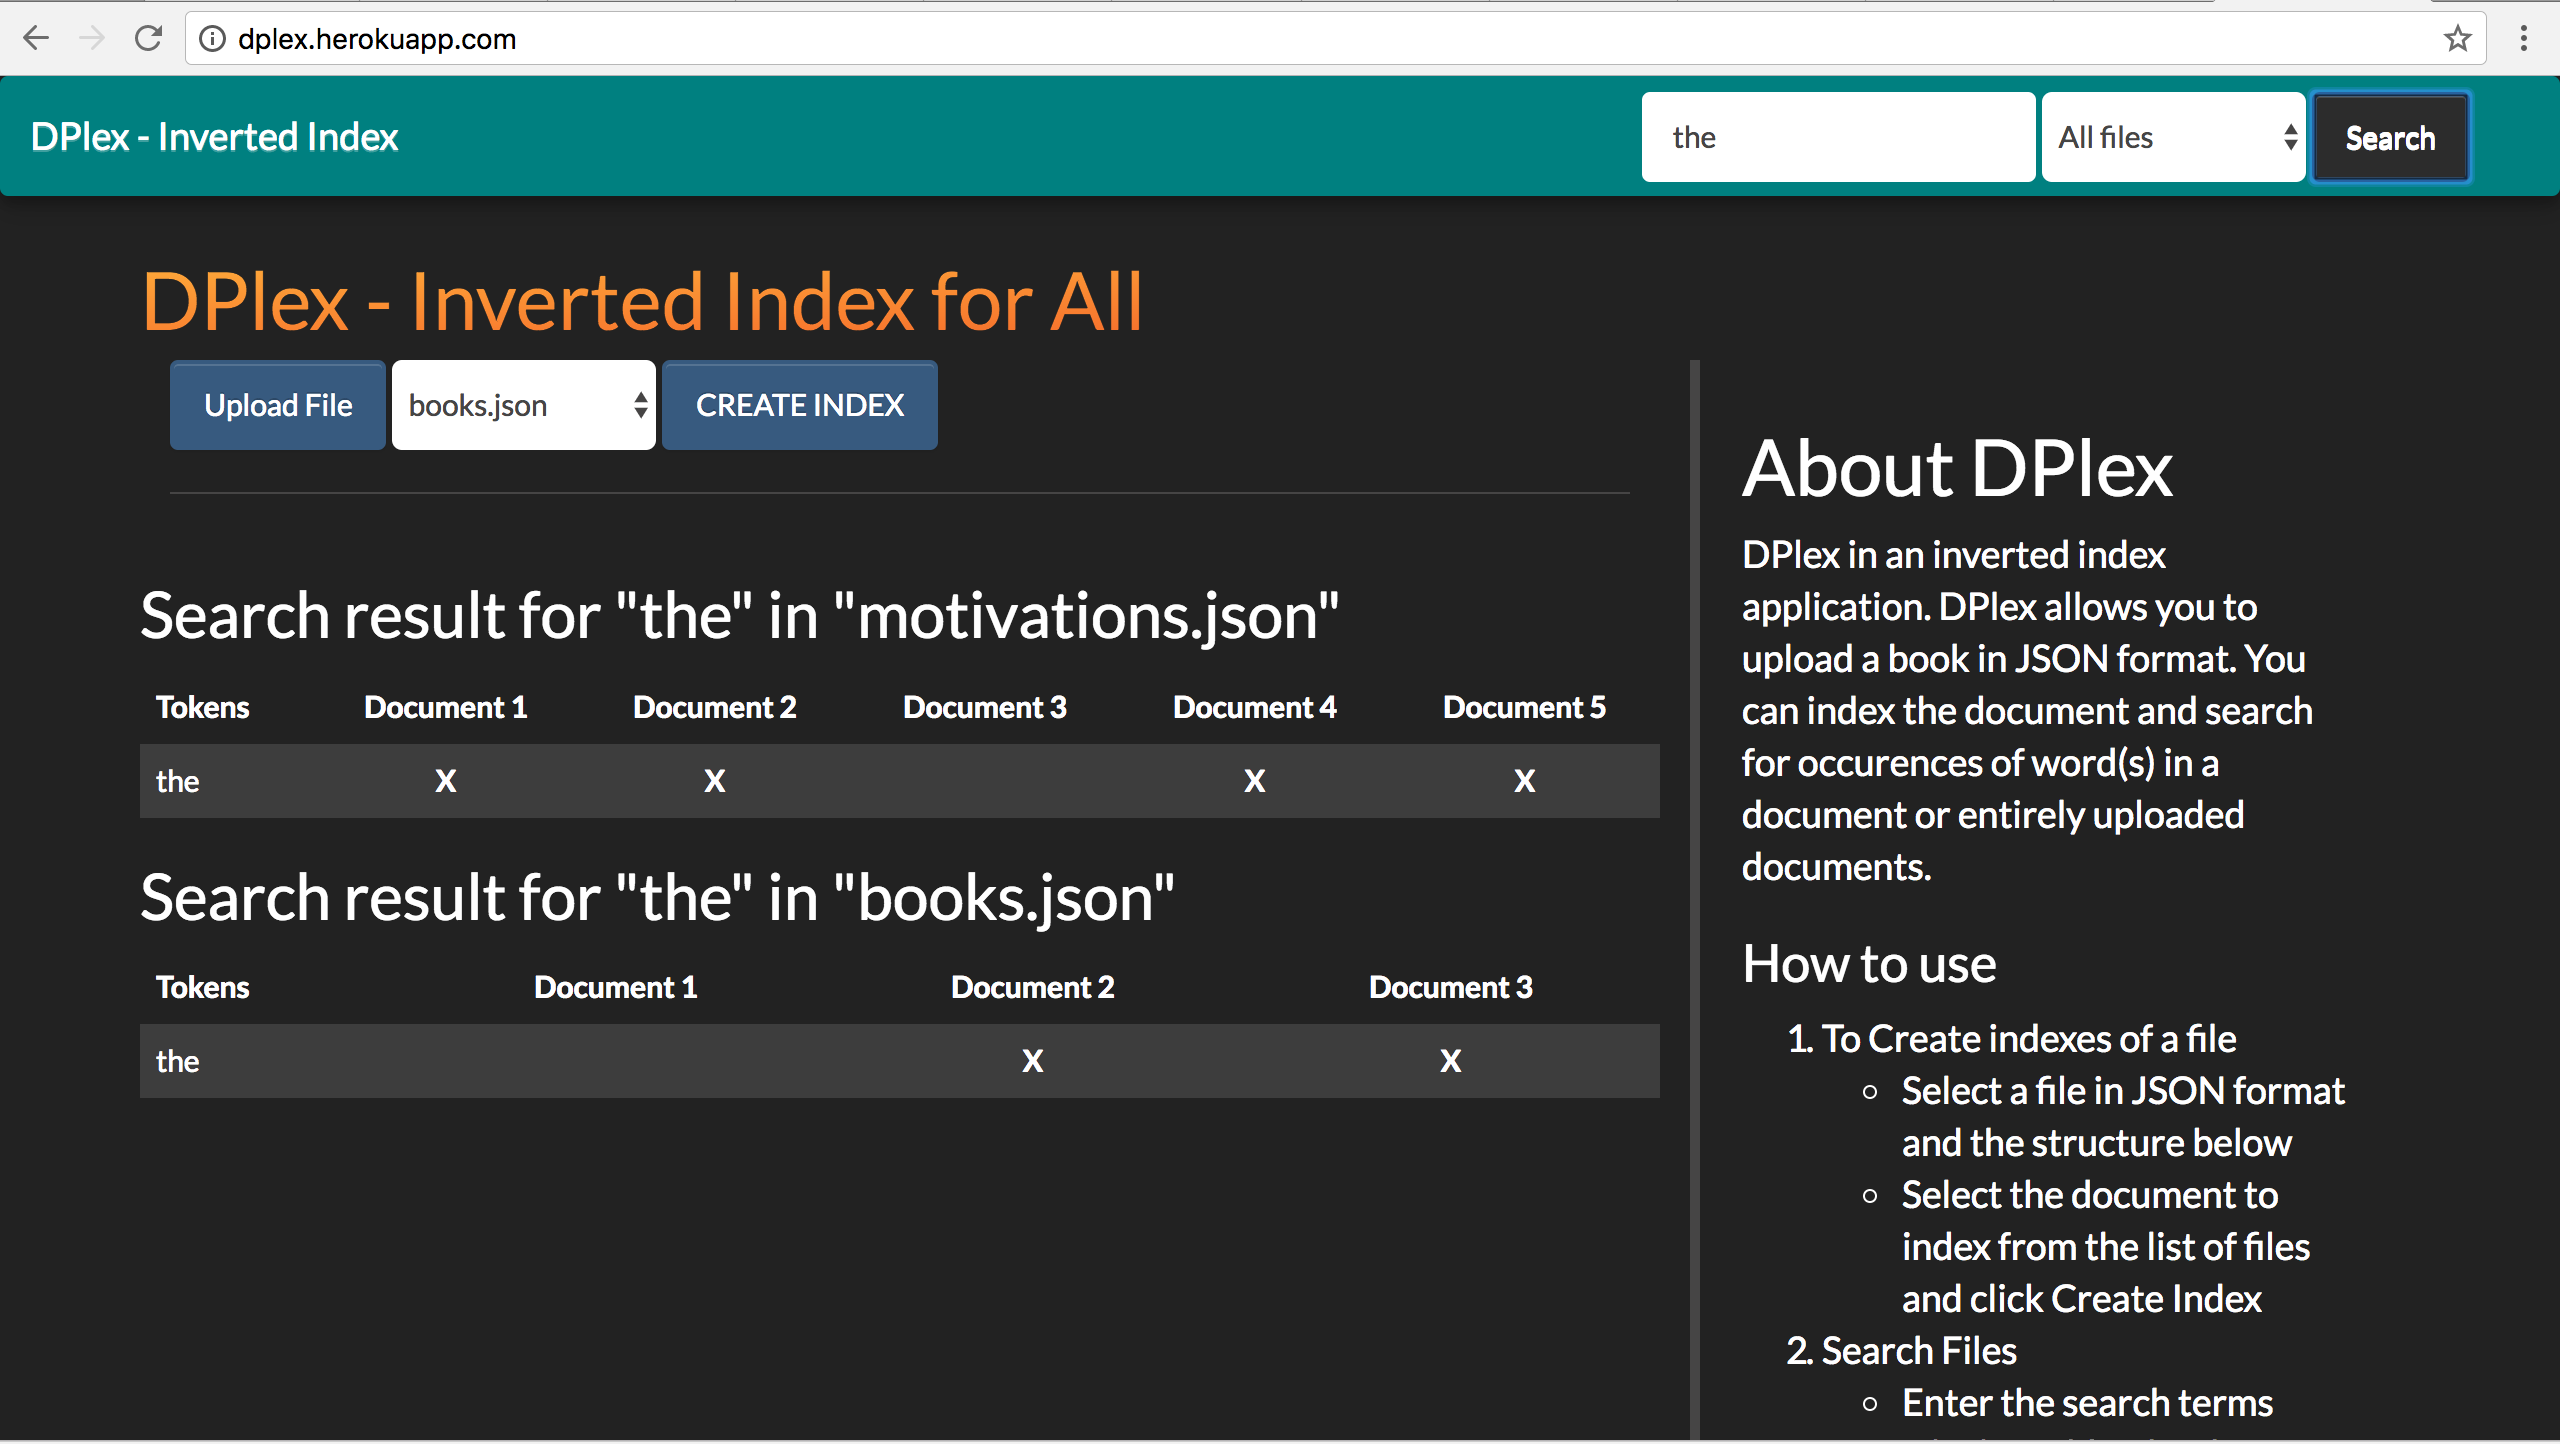 dplex.herokuapp.com
DPlex - Inverted Index
the
All files
Search
DPlex - Inverted Index for All
Upload File
books.json
CREATE INDEX
Search result for "the" in "motivations.json"
Tokens Document 1 Document 2 Document 3 Document 4 Document 5
the X X X X
Search result for "the" in "books.json"
Tokens Document 1 Document 2 Document 3
the X X
About DPlex
DPlex in an inverted index
application. DPlex allows you to
upload a book in JSON format. You
can index the document and search
for occurences of word(s) in a
document or entirely uploaded
documents.
How to use
1. To Create indexes of a file
Select a file in JSON format
and the structure below
Select the document to
index from the list of files
and click Create Index
2. Search Files
Enter the search terms